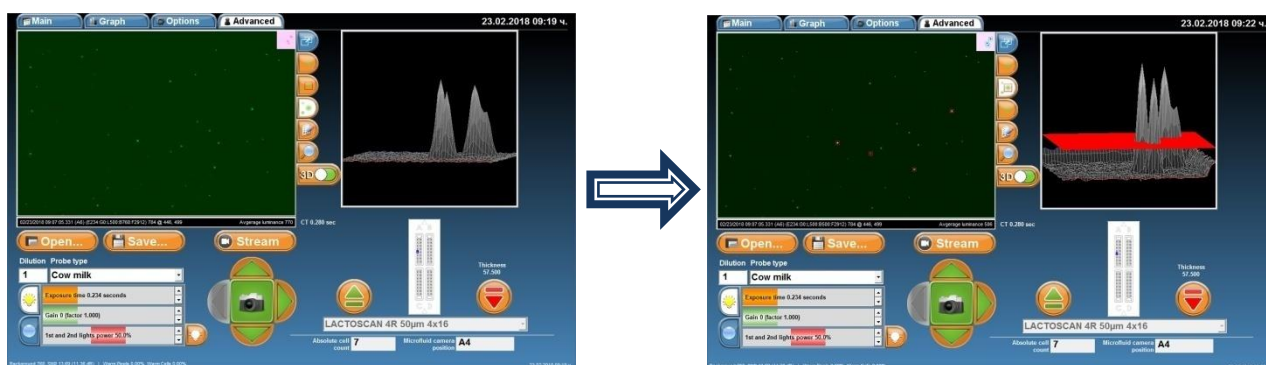 Main Graph Options Advanced 23.02.2018 09:19 ч.
CT 0.280 sec
3D
Open... Save... Stream
Dilution Probe type
1 Cow milk
Thickness
57.500
Exposure time 0.234 seconds
Gain 0 (factor 1.000)
1st and 2nd lights power 50.0%
LACTOSCAN 4R 50µm 4x16
Absolute cell count 7 Microfluid camera position A4
Main Graph Options Advanced 23.02.2018 09:22 ч.
CT 0.280 sec
3D
Open... Save... Stream
Dilution Probe type
1 Cow milk
Thickness
57.500
Exposure time 0.234 seconds
Gain 0 (factor 1.000)
1st and 2nd lights power 50.0%
LACTOSCAN 4R 50µm 4x16
Absolute cell count 7 Microfluid camera position A4